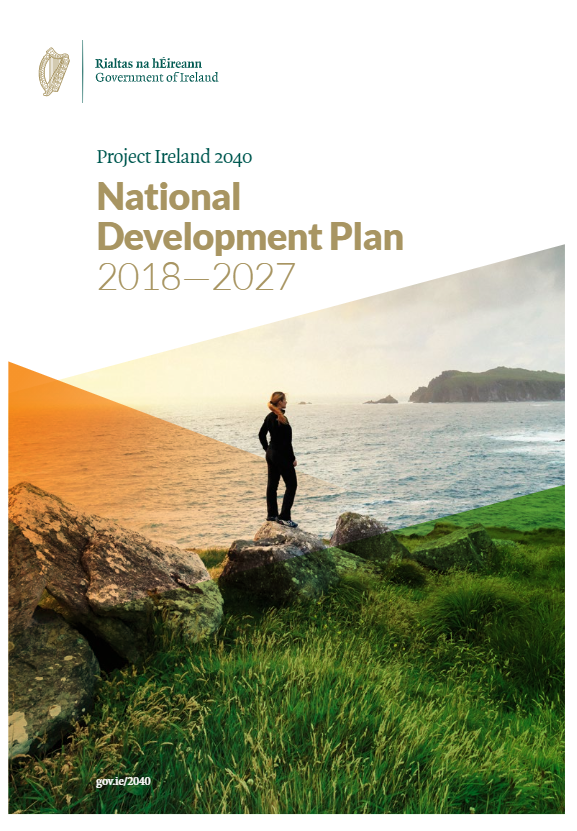 Rialtas na hÉireann
Government of Ireland
Project Ireland 2040
National
Development Plan
2018—2027
gov.ie/2040